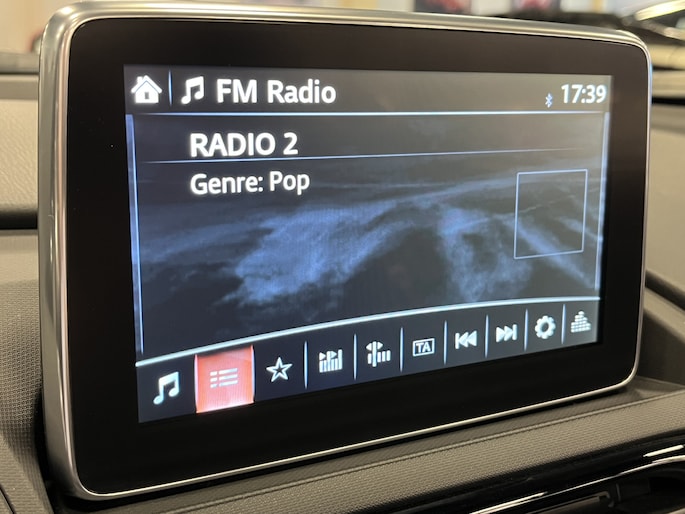 FM Radio
17:39
RADIO 2
Genre: Pop
TA